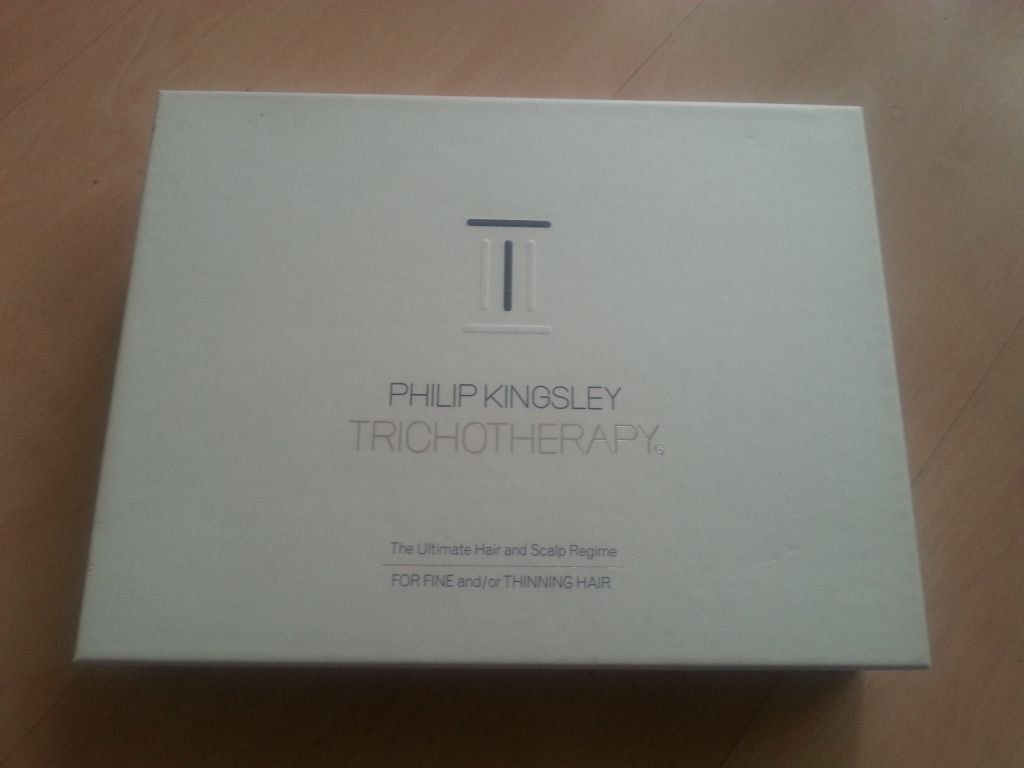 PHILIP KINGSLEY
TRICHOTHERAPY®
The Ultimate Hair and Scalp Regime
FOR FINE and/or THINNING HAIR